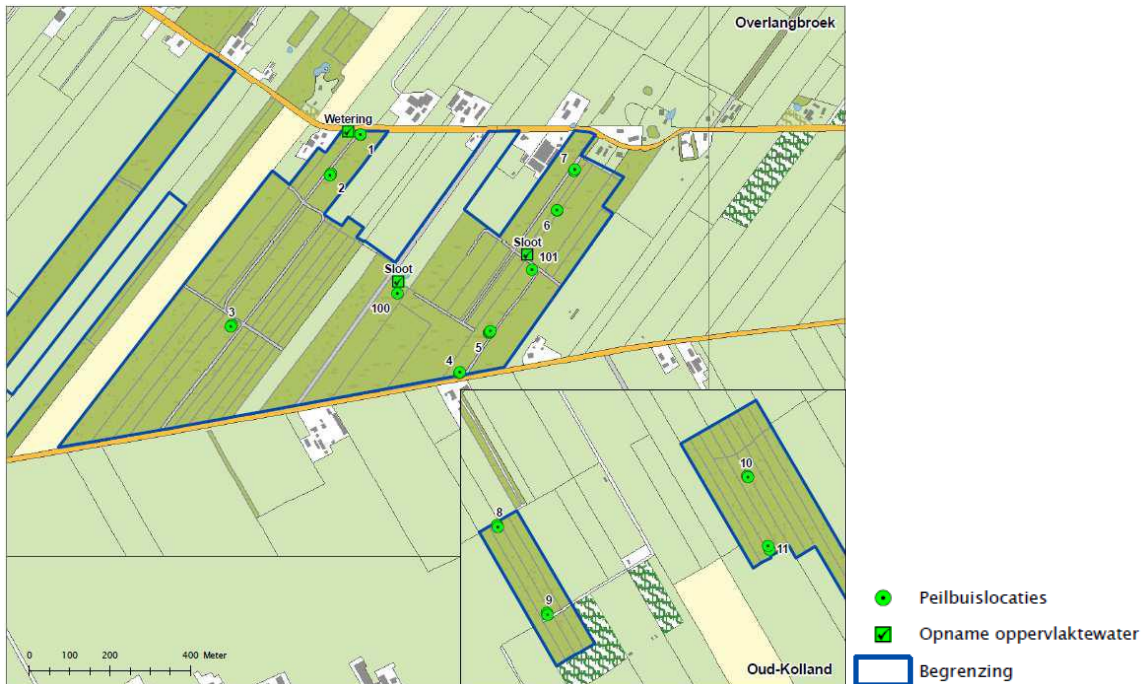 Overlangbroek
Wetering
1
2
7
6
Sloot
101
Sloot
100
3
5
4
10
8
11
9
0 100 200 400 Meter
Oud-Kolland
Peilbuislocaties
Opname oppervlaktewater
Begrenzing